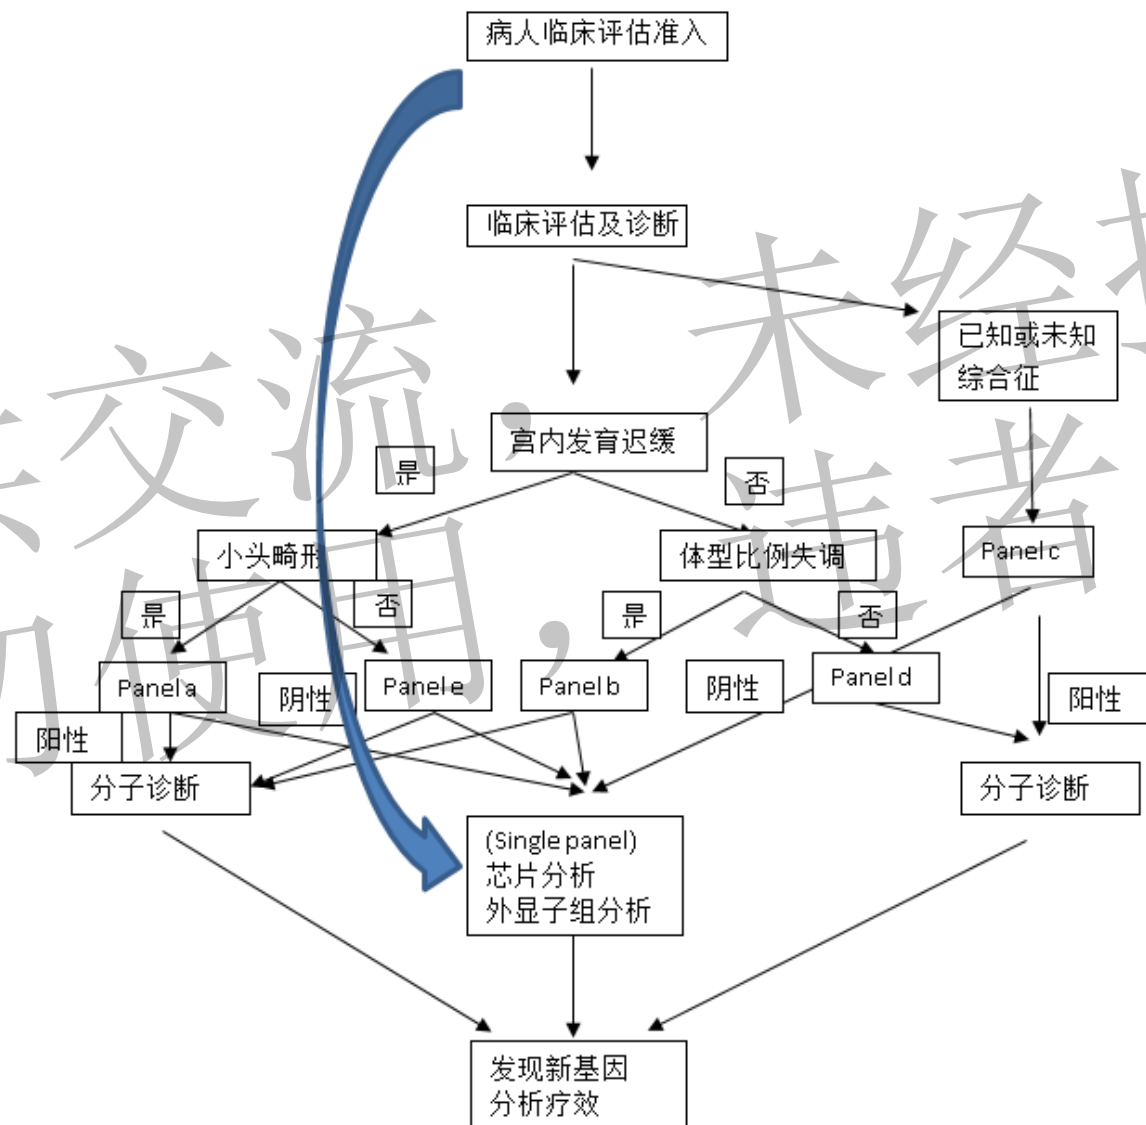 病人临床评估准入
临床评估及诊断
已知或未知
综合征
宫内发育迟缓
是
否
小头畸形
体型比例失调
Panel c
是
否
是
否
Panel a
阴性
Panel e
Panel b
阴性
Panel d
阳性
阳性
分子诊断
分子诊断
(Single panel)
芯片分析
外显子组分析
发现新基因
分析疗效
交流，未经
使用，违者